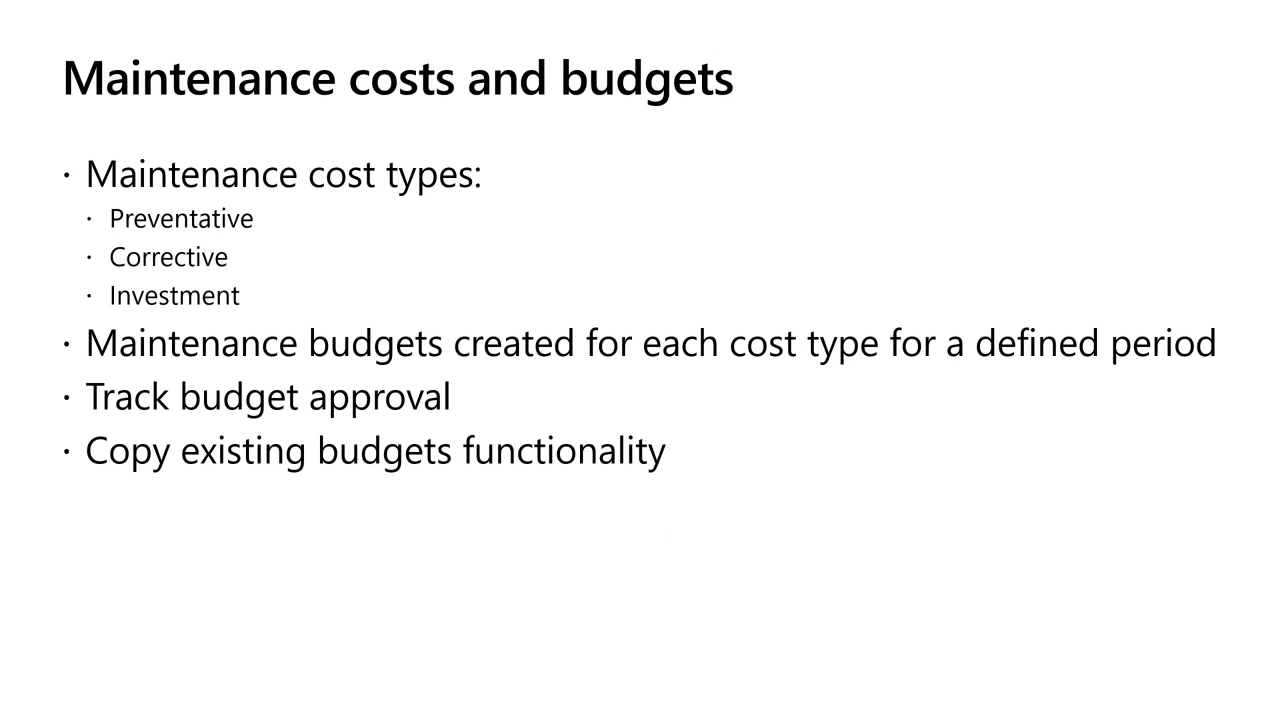 Maintenance costs and budgets
· Maintenance cost types:
· Preventative
· Corrective
· Investment
· Maintenance budgets created for each cost type for a defined period
· Track budget approval
· Copy existing budgets functionality